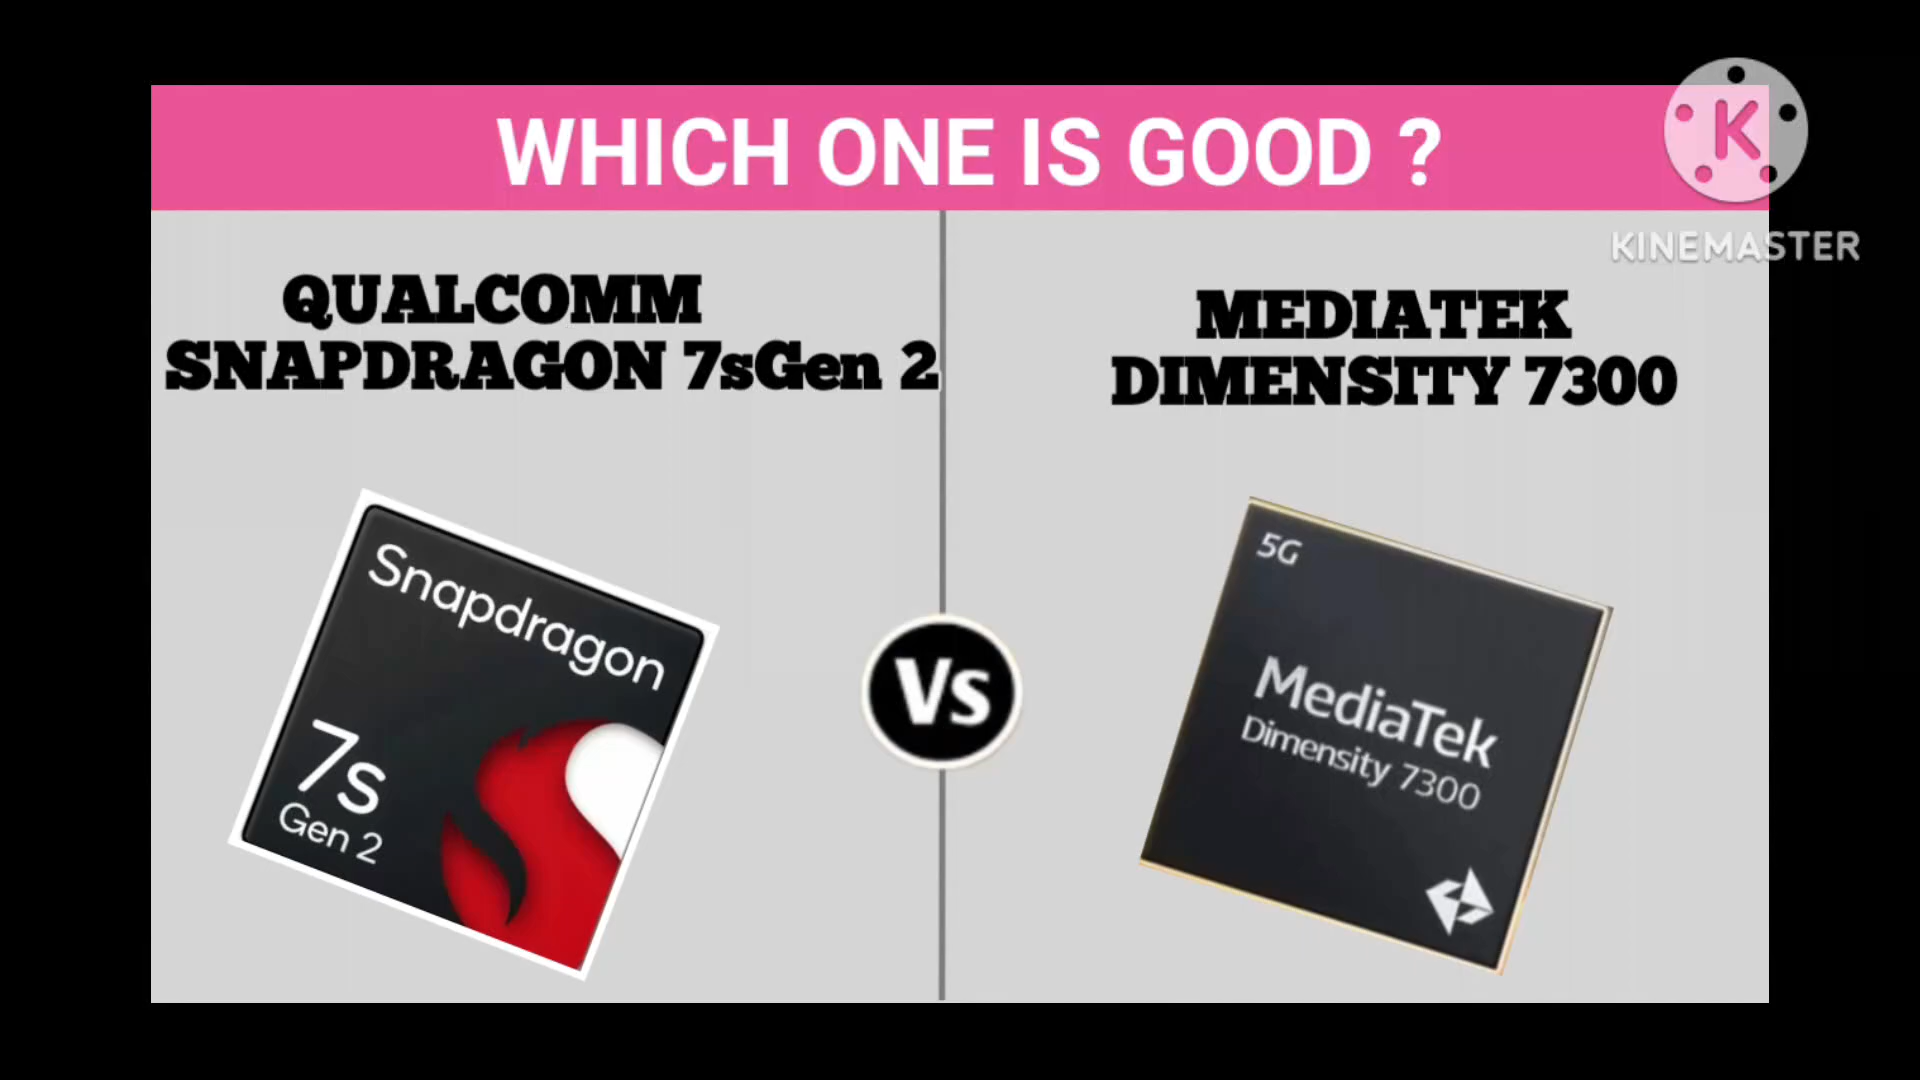 WHICH ONE IS GOOD ?
K
KINEMASTER
QUALCOMM
SNAPDRAGON 7sGen 2
MEDIATEK
DIMENSITY 7300
Snapdragon
7s
Gen 2
Vs
5G
MediaTek
Dimensity 7300